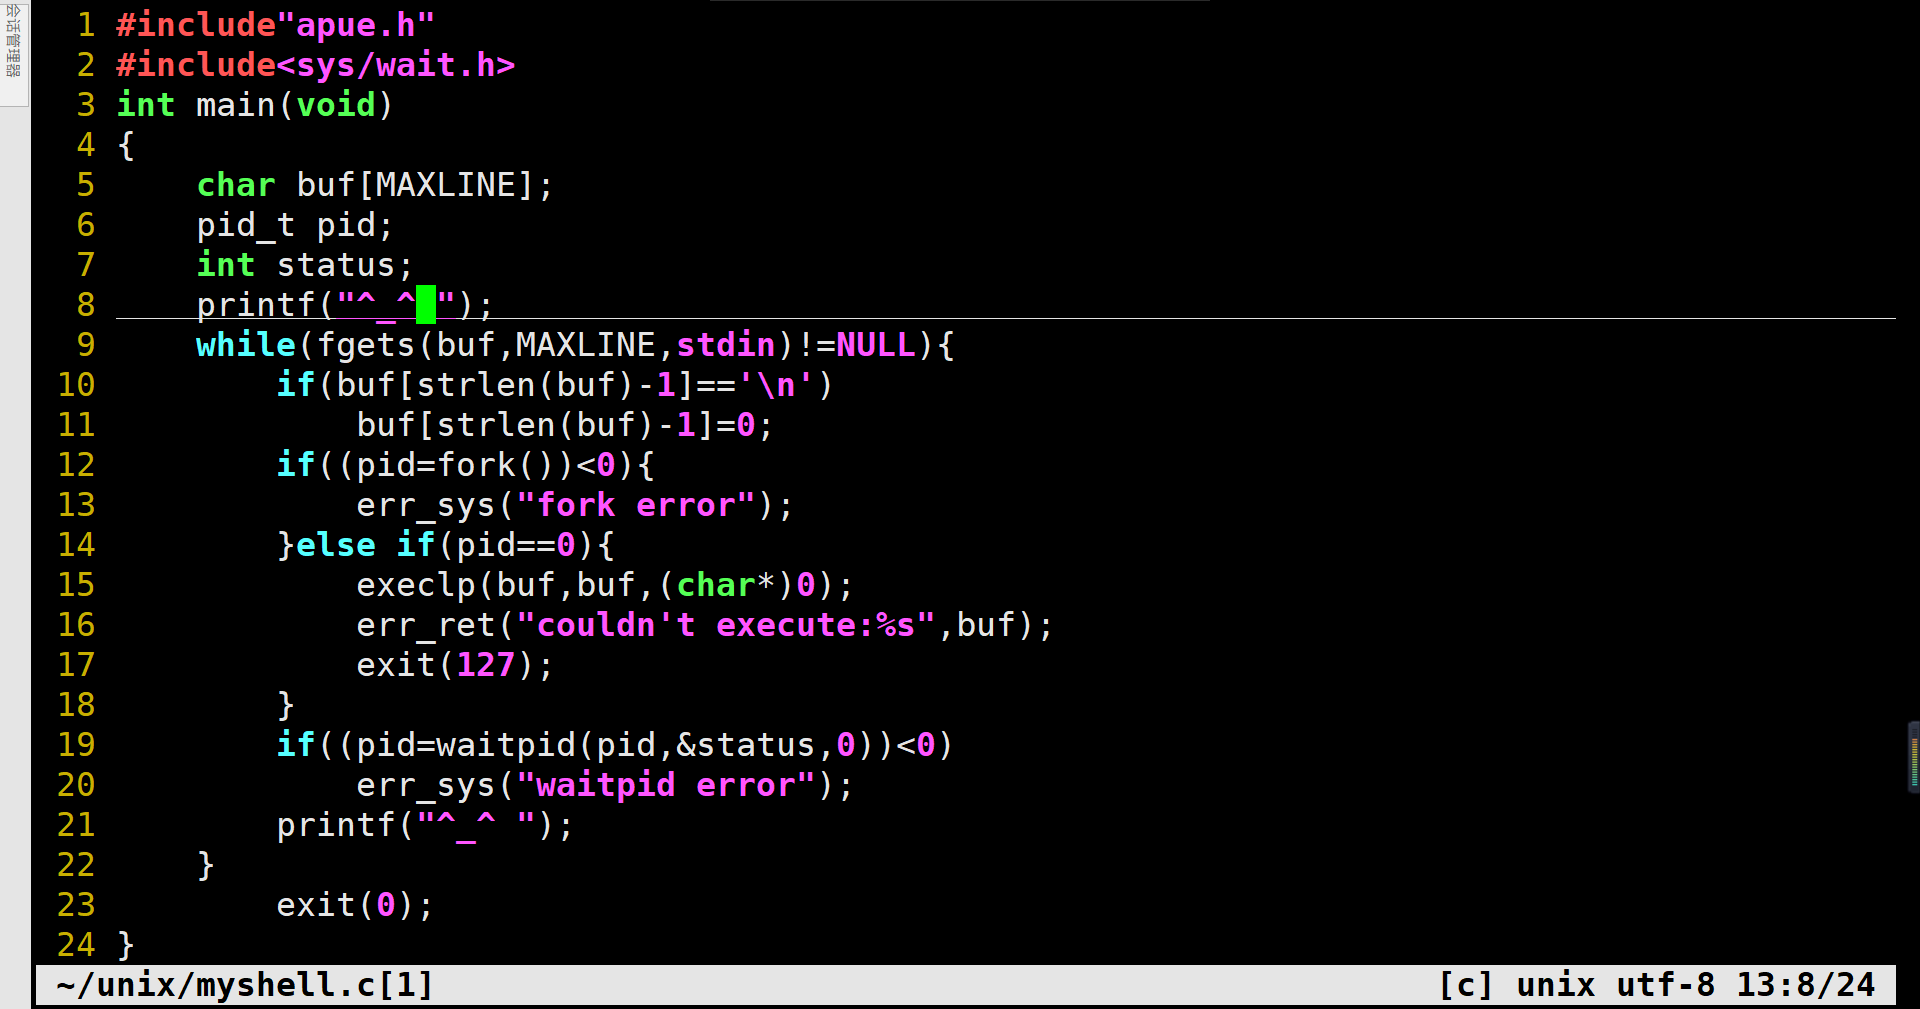 会话管理器
1 #include"apue.h"
2 #include<sys/wait.h>
3 int main(void)
4 {
5     char buf[MAXLINE];
6     pid_t pid;
7     int status;
8     printf("^_^ ");
9     while(fgets(buf,MAXLINE,stdin)!=NULL){
10         if(buf[strlen(buf)-1]=='\n')
11             buf[strlen(buf)-1]=0;
12         if((pid=fork())<0){
13             err_sys("fork error");
14         }else if(pid==0){
15             execlp(buf,buf,(char*)0);
16             err_ret("couldn't execute:%s",buf);
17             exit(127);
18         }
19         if((pid=waitpid(pid,&status,0))<0)
20             err_sys("waitpid error");
21         printf("^_^ ");
22     }
23         exit(0);
24 }
~/unix/myshell.c[1] [c] unix utf-8 13:8/24